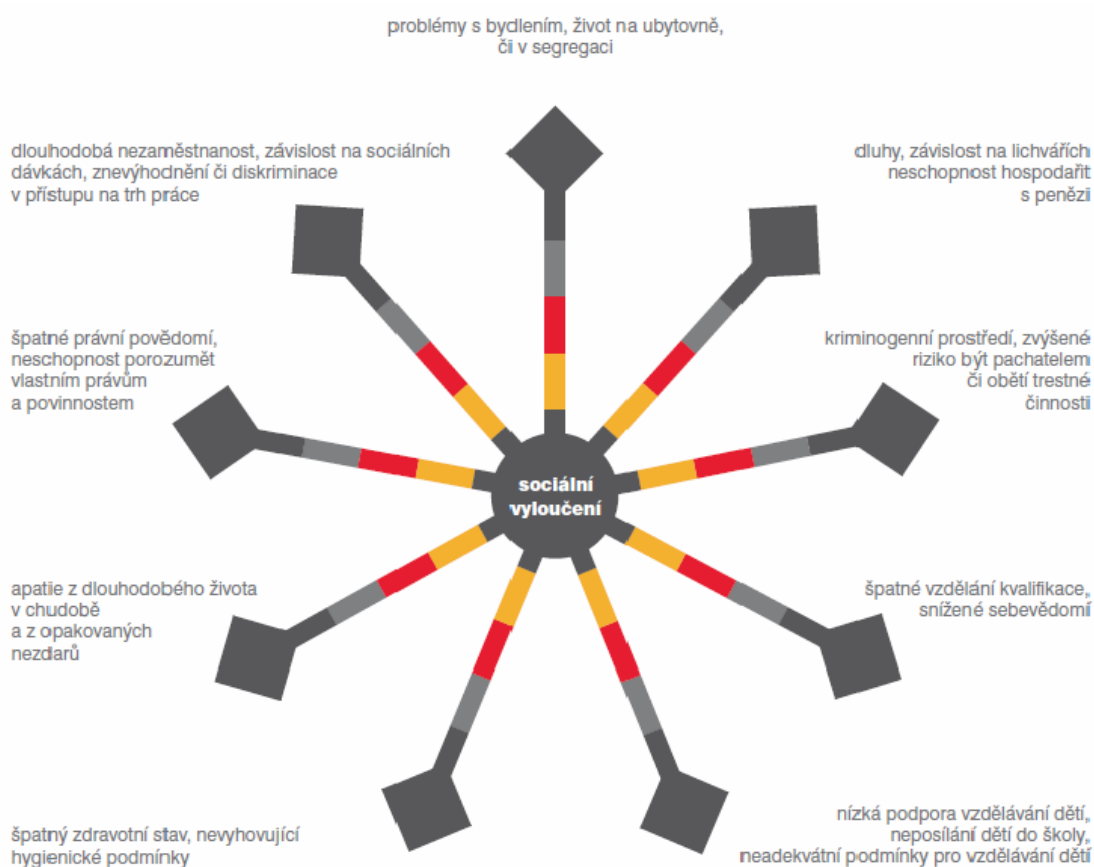 problémy s bydlením, život na ubytovně,
či v segregaci
dlouhodobá nezaměstnanost, závislost na sociálních
dávkách, znevýhodnění či diskriminace
v přístupu na trh práce
dluhy, závislost na lichvářích
neschopnost hospodařit
s penězi
špatné právní povědomí,
neschopnost porozumět
vlastním právům
a povinnostem
kriminogenní prostředí, zvýšené
riziko být pachatelem
či obětí trestné
činnosti
sociální
vyloučení
apatie z dlouhodobého života
v chudobě
a z opakovaných
nezdarů
špatné vzdělání kvalifikace,
snížené sebevědomí
špatný zdravotní stav, nevyhovující
hygienické podmínky
nízká podpora vzdělávání dětí,
neposílání dětí do školy,
neadekvátní podmínky pro vzdělávání dětí